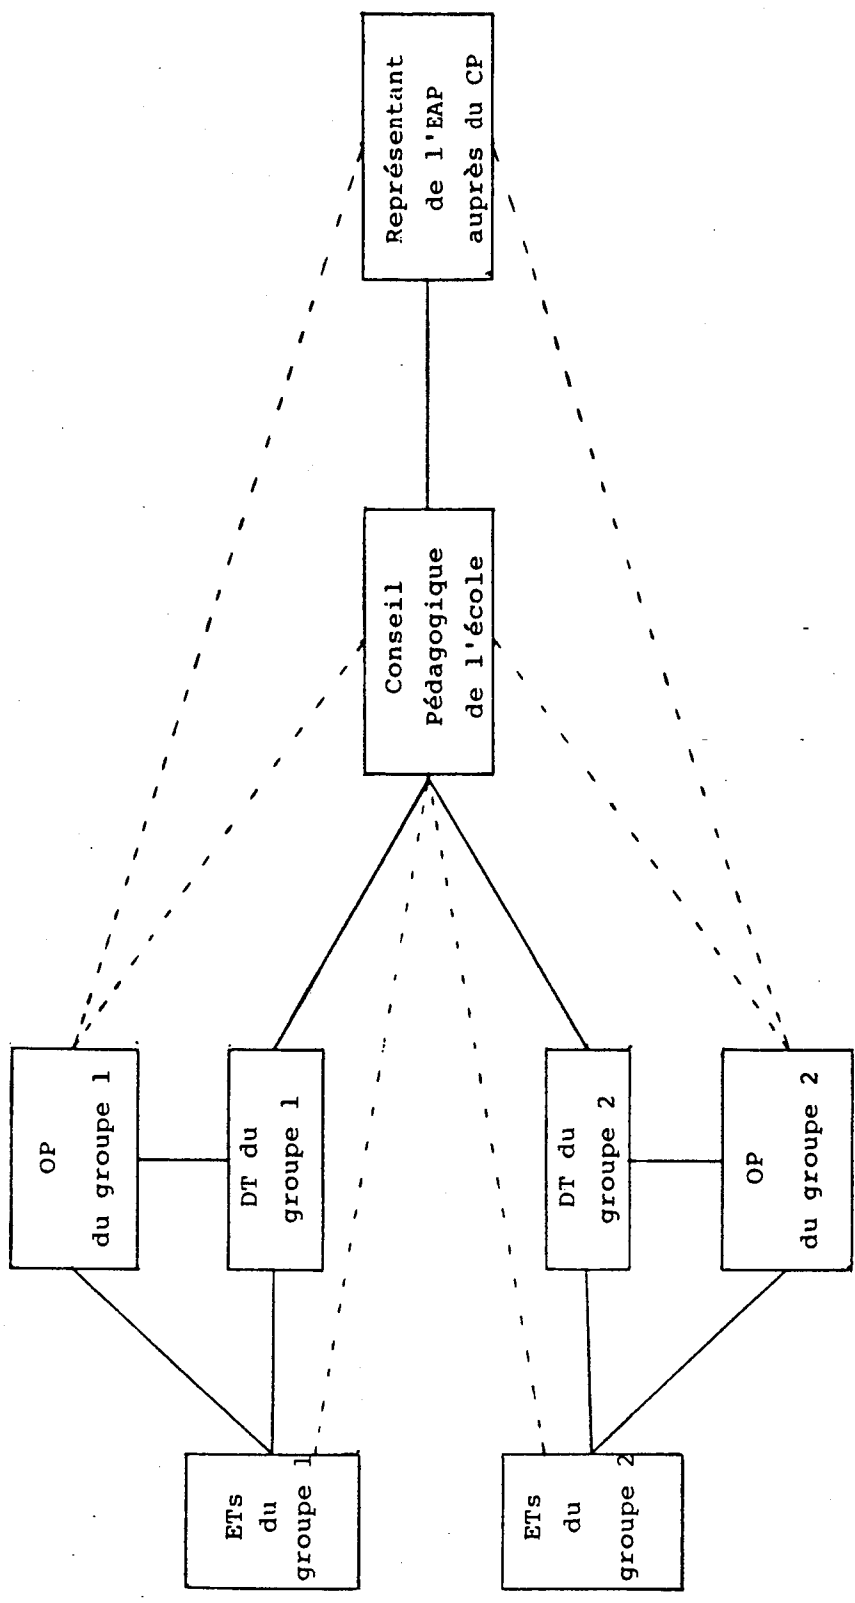 OP
du groupe 1
ETs
du
groupe 1
DT du
groupe 1
Conseil
Pédagogique
de l'école
Représentant
de l'EAP
auprès du CP
ETs
du
groupe 2
DT du
groupe 2
OP
du groupe 2